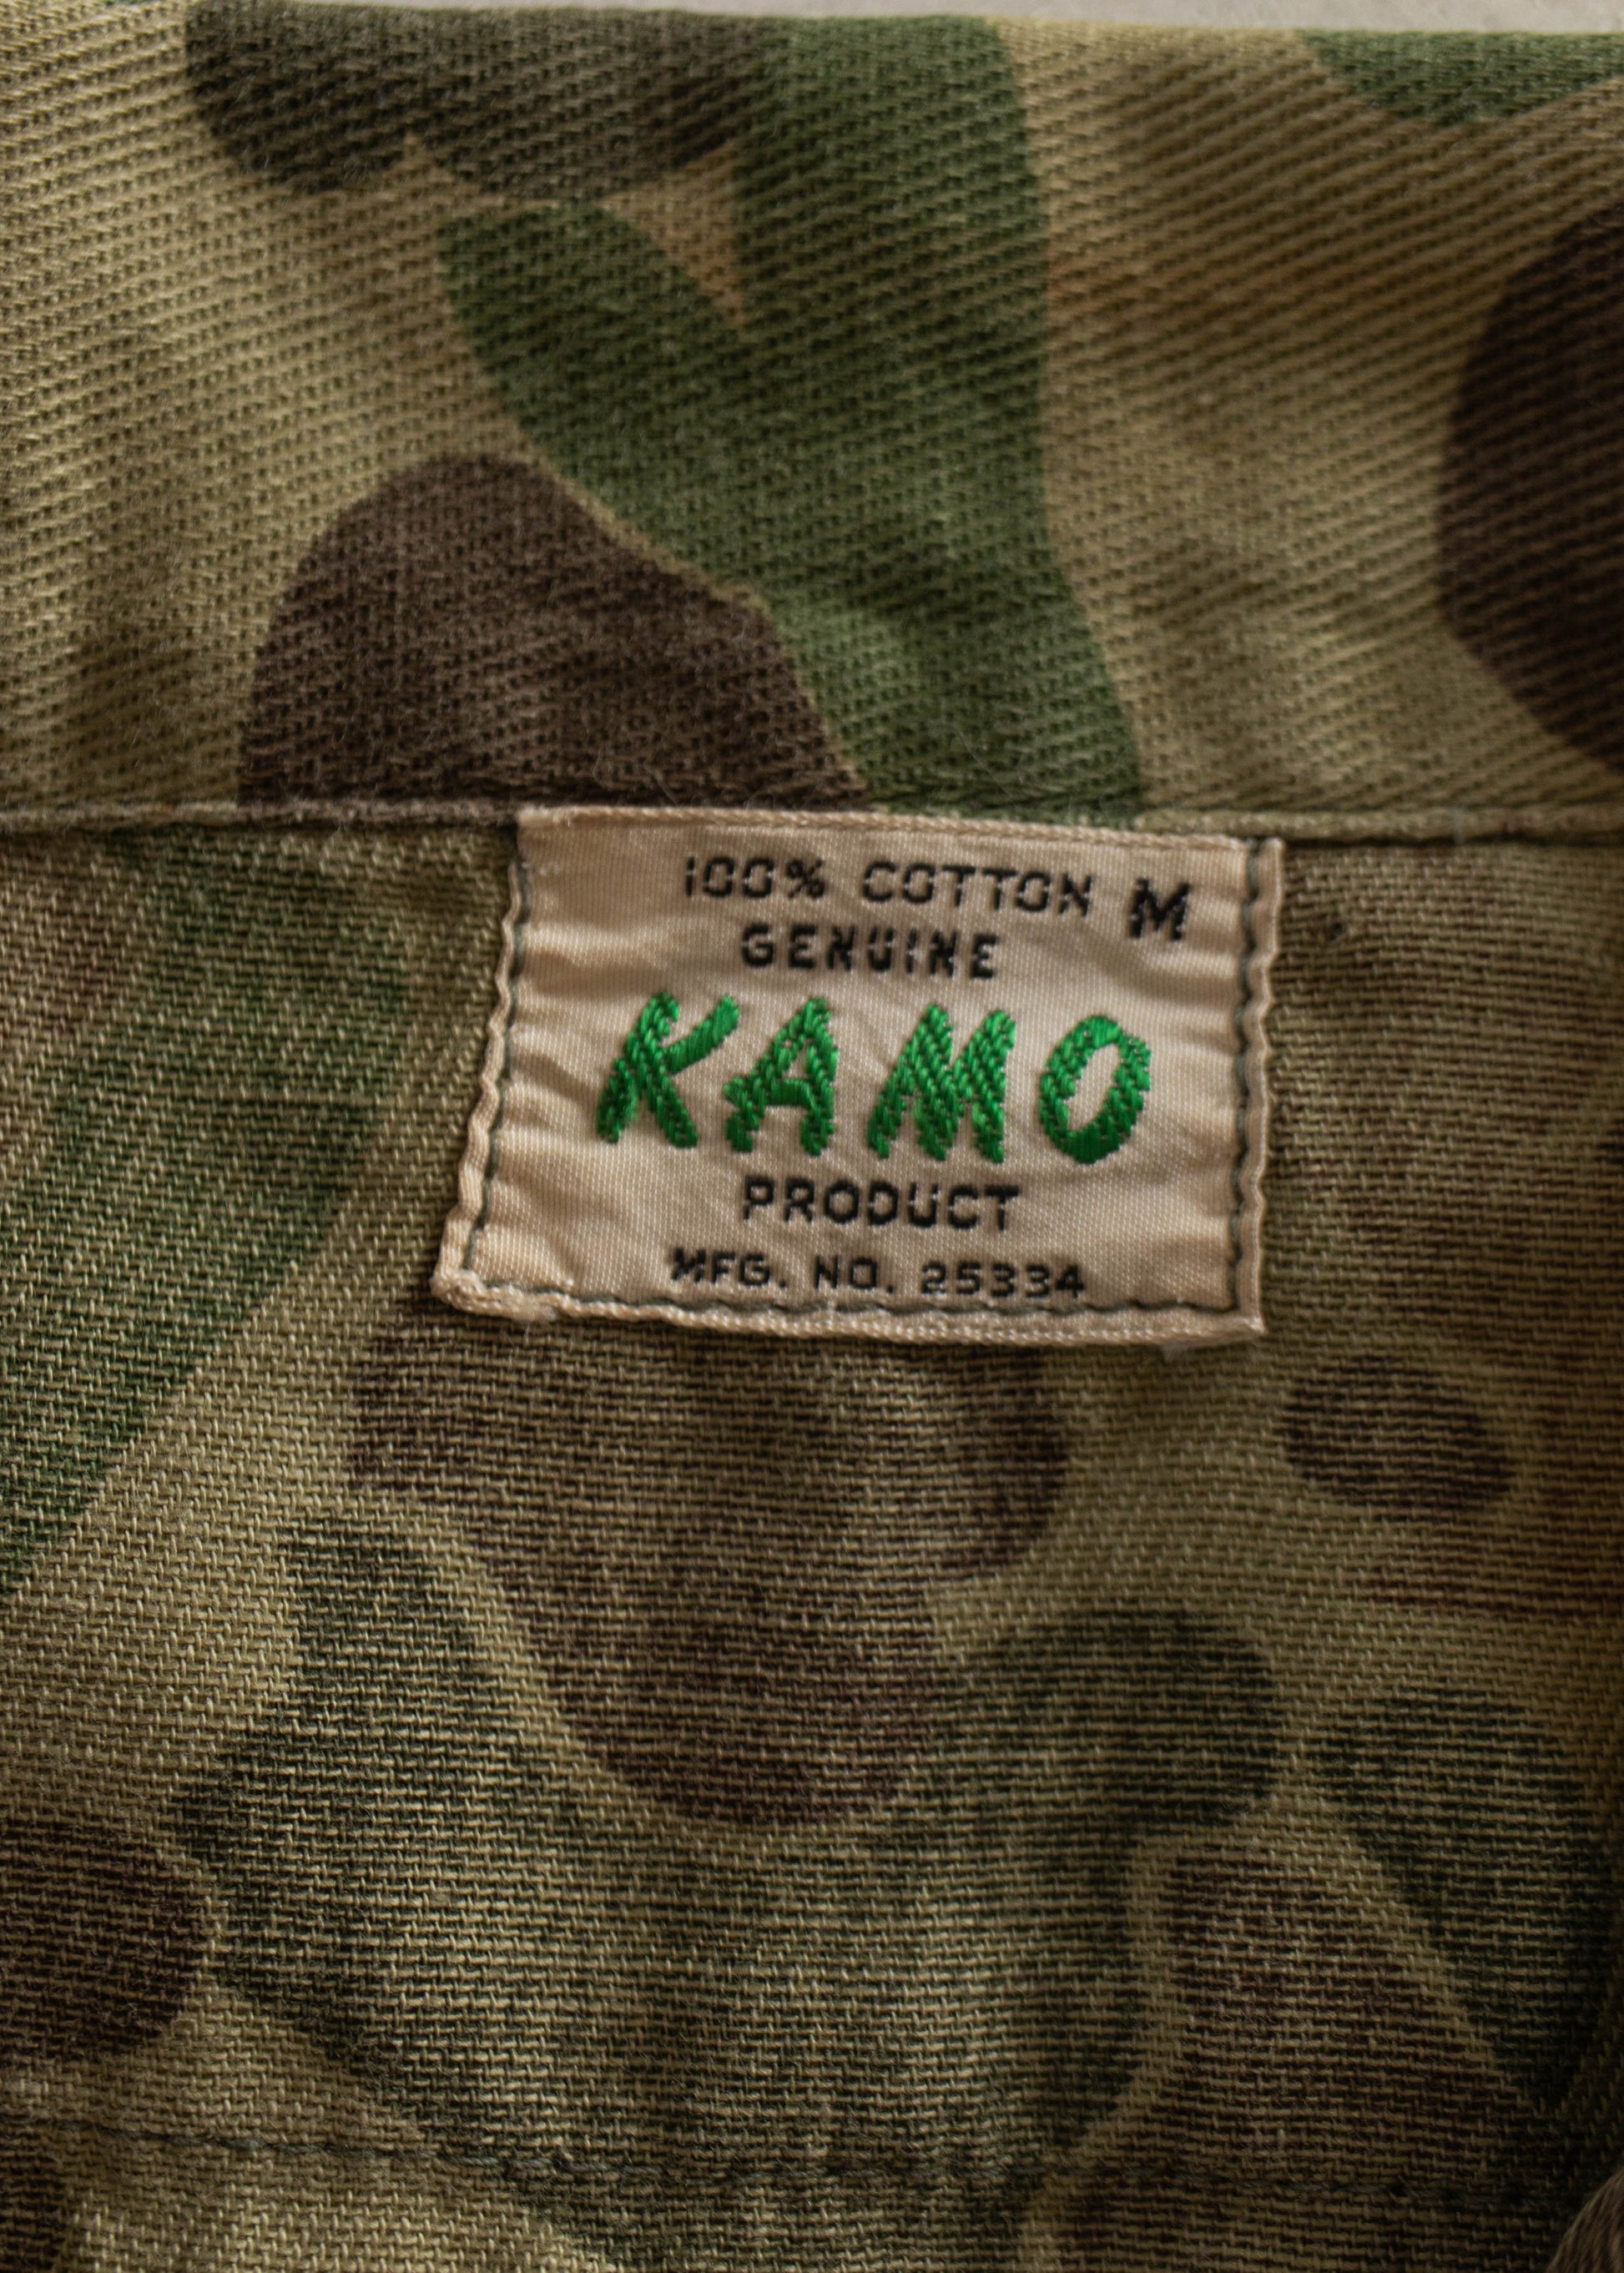 100% COTTON M
GENUINE
KAMO
PRODUCT
MFG. NO. 25334